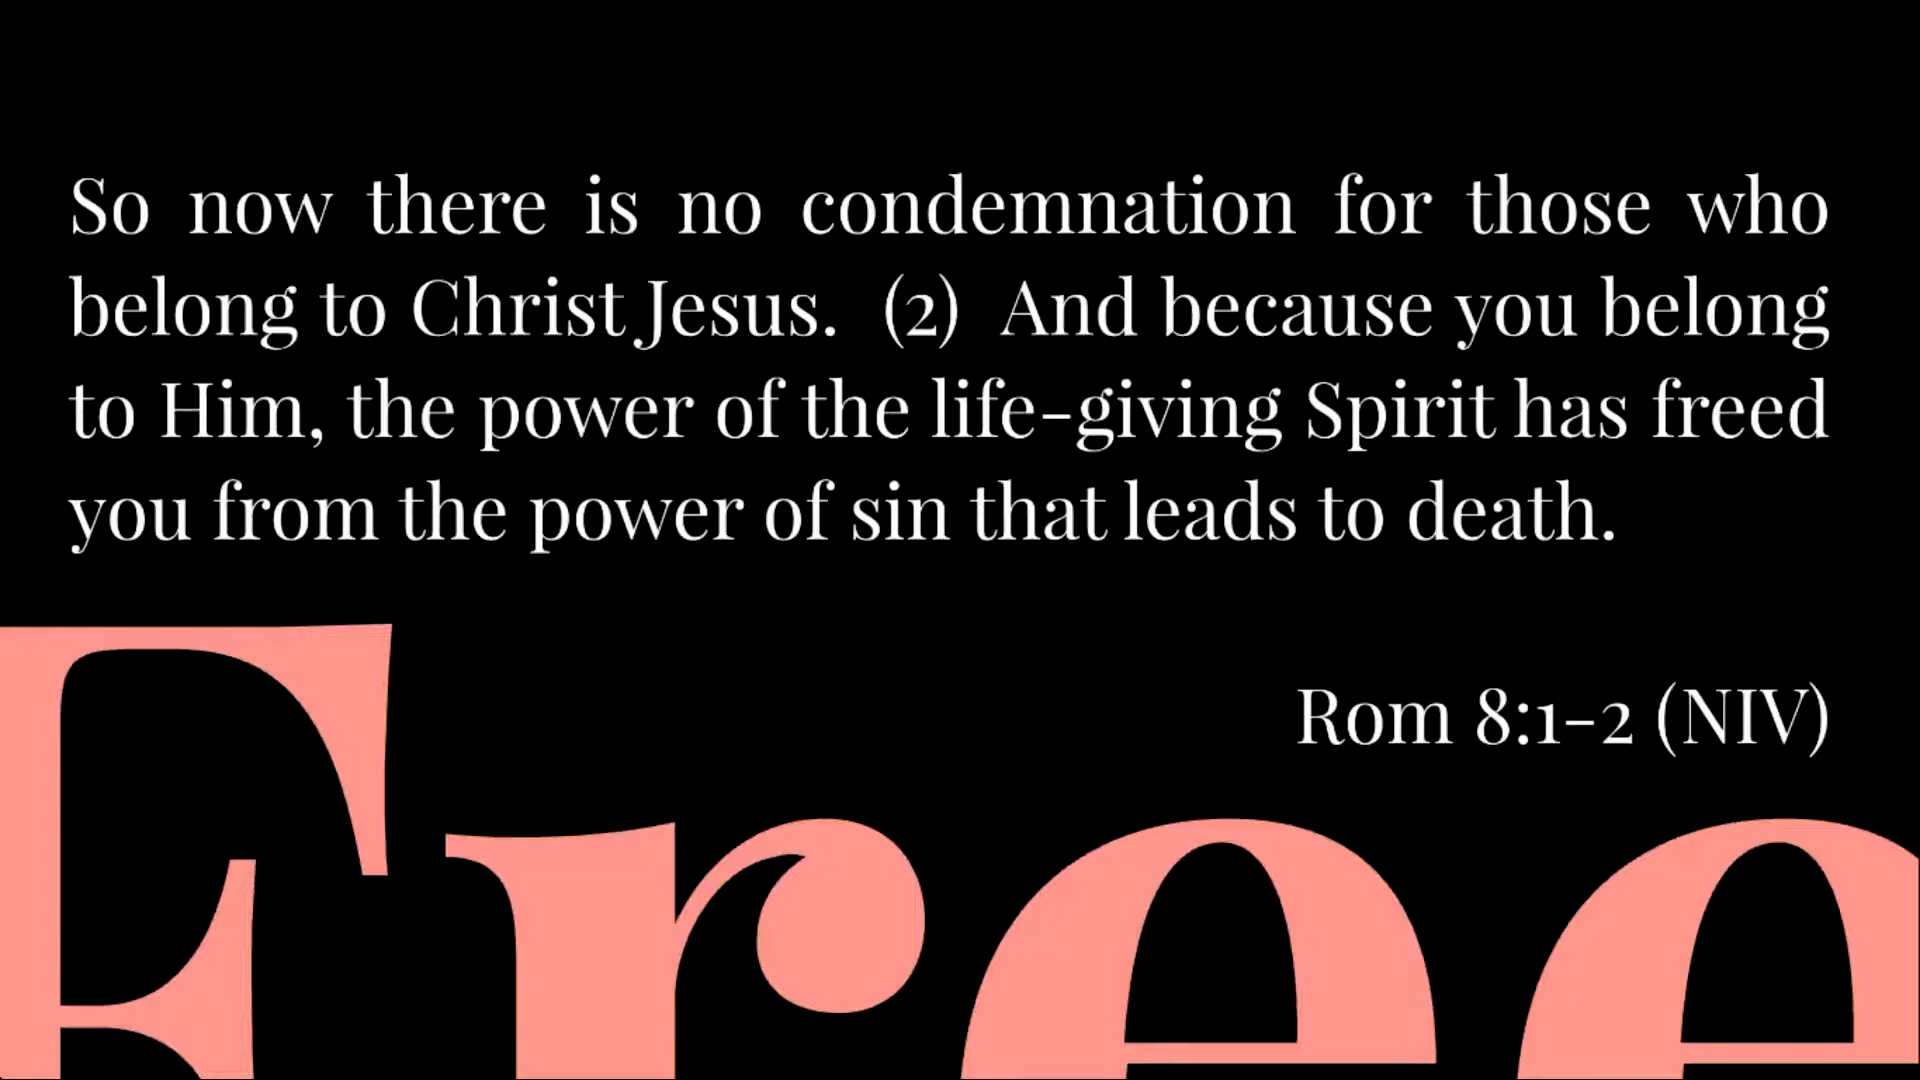 So now there is no condemnation for those who
belong to Christ Jesus. (2) And because you belong
to Him, the power of the life-giving Spirit has freed
you from the power of sin that leads to death.
Rom 8:1-2 (NIV)
Free